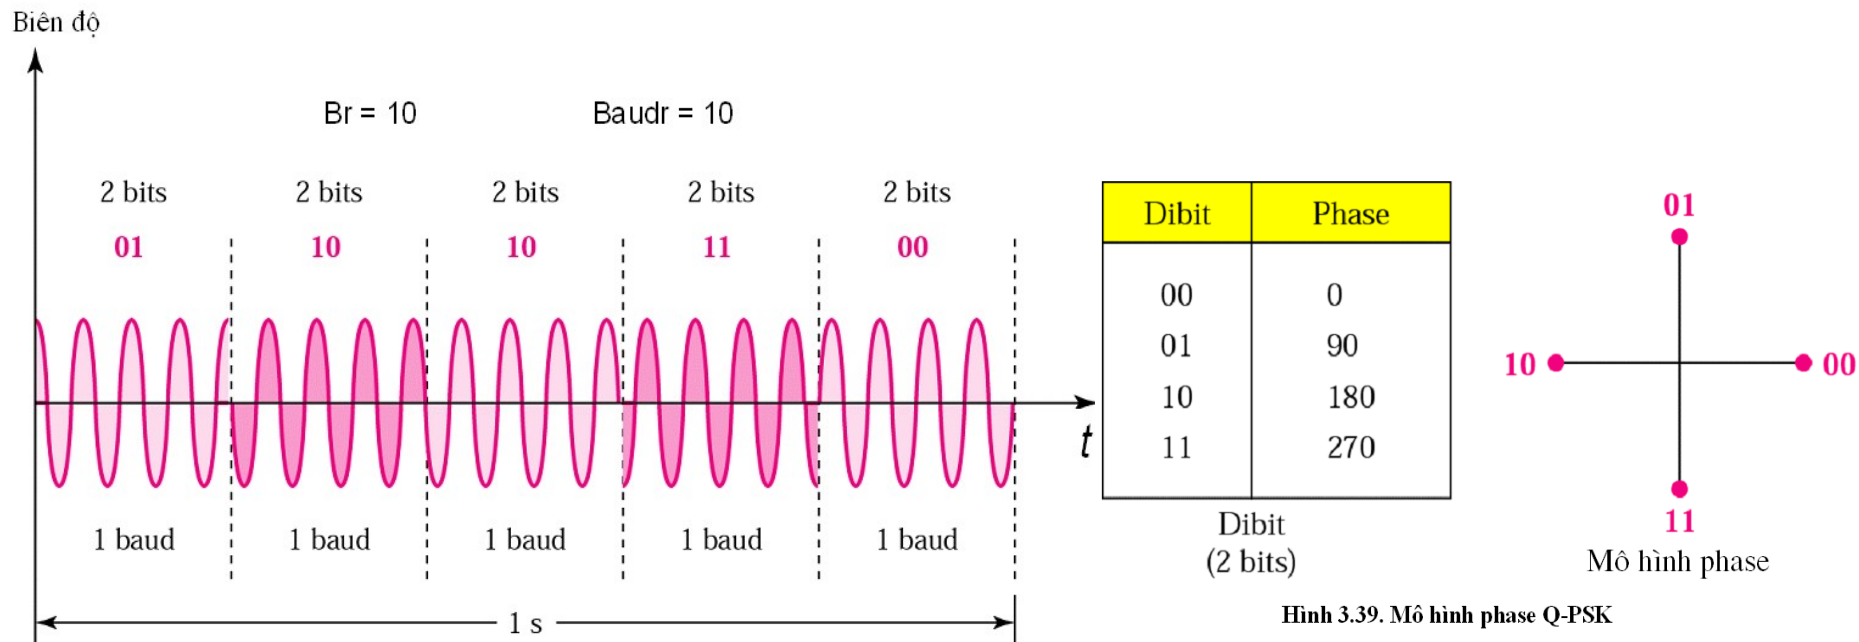 Biên độ
Br = 10 Baudr = 10
2 bits 2 bits 2 bits 2 bits 2 bits
01 10 10 11 00
1 baud 1 baud 1 baud 1 baud 1 baud
1 s
t
Dibit Phase
00 0
01 90
10 180
11 270
Dibit
(2 bits)
01
10 00
11
Mô hình phase
Hình 3.39. Mô hình phase Q-PSK